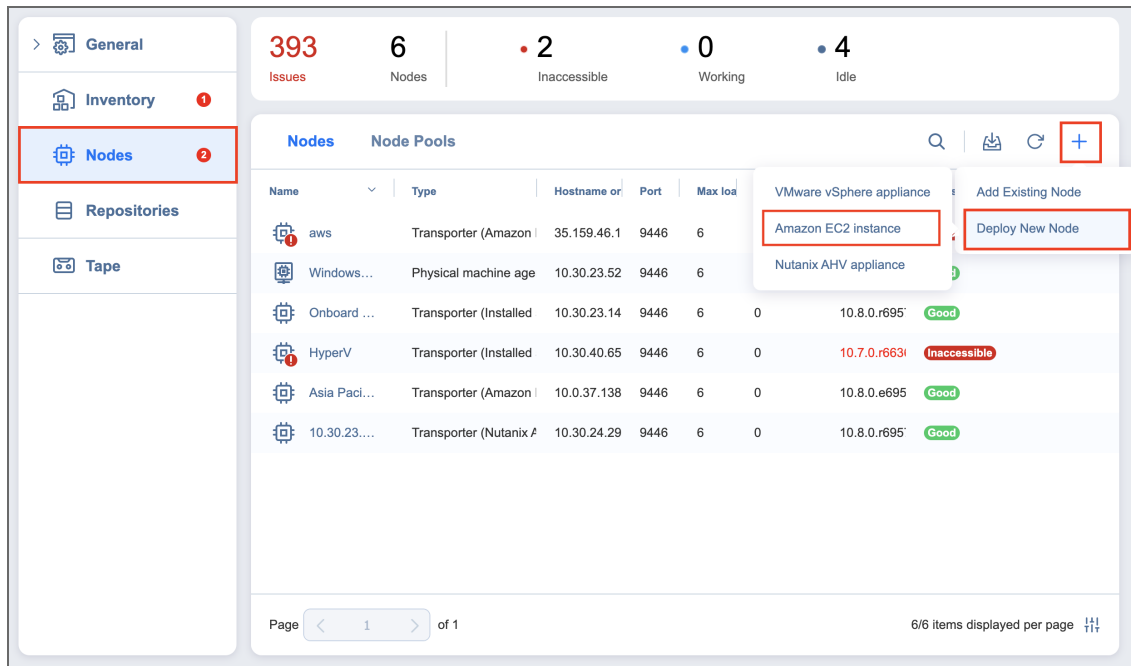 General
Inventory 1
Nodes 2
Repositories
Tape
393 6 2 0 4
Issues Nodes Inaccessible Working Idle
Nodes Node Pools
Name Type Hostname or Port Max loa
VMware vSphere appliance
Amazon EC2 instance
Nutanix AHV appliance
Add Existing Node
Deploy New Node
aws Transporter (Amazon 35.159.46.1 9446 6
Windows... Physical machine age 10.30.23.52 9446 6
Onboard ... Transporter (Installed 10.30.23.14 9446 6 0 10.8.0.r695 Good
HyperV Transporter (Installed 10.30.40.65 9446 6 0 10.7.0.r663 Inaccessible
Asia Paci... Transporter (Amazon 10.0.37.138 9446 6 0 10.8.0.e695 Good
10.30.23.... Transporter (Nutanix 10.30.24.29 9446 6 0 10.8.0.r695 Good
Page 1 of 1
6/6 items displayed per page